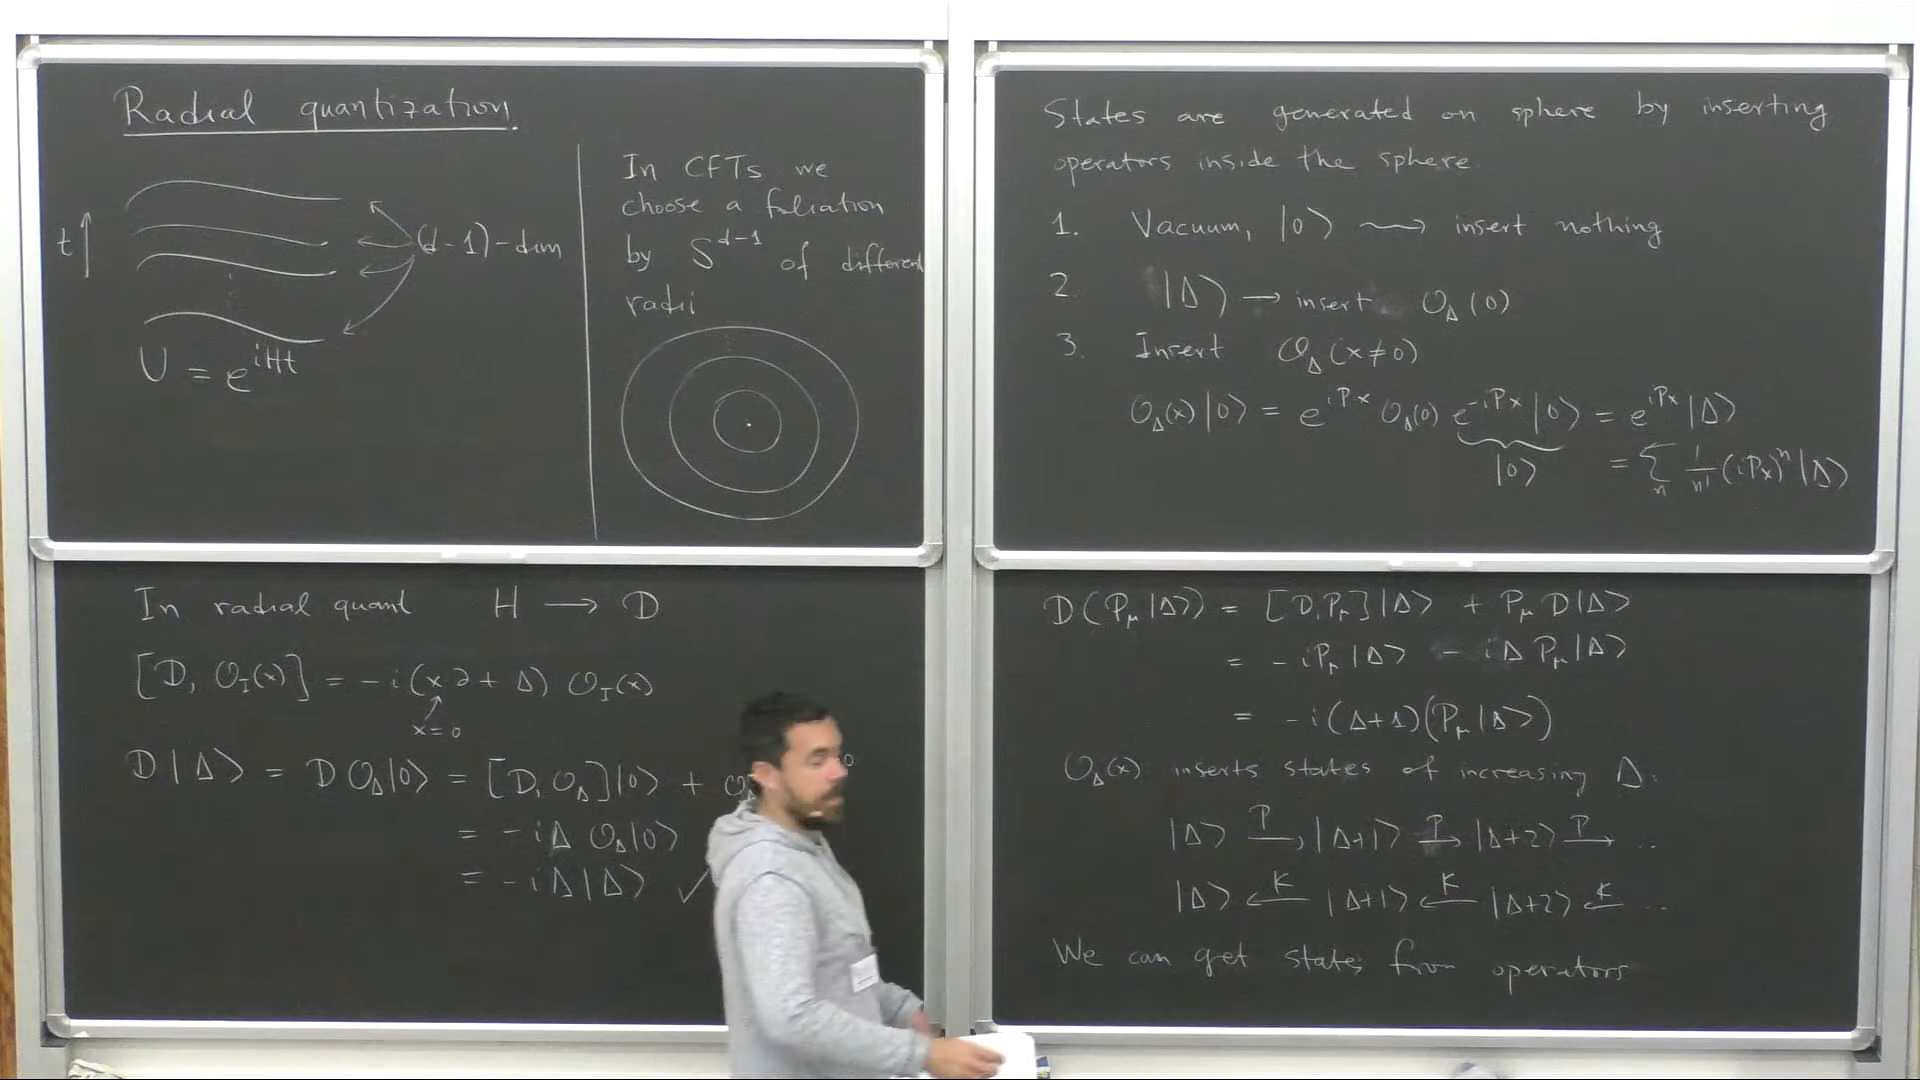 Radial quantization.
t
(d-1)-dim
U = e^{iHt}
In CFTs we
choose a foliation
by S^{d-1} of different
radii
In radial quant H ⟶ D
[D, O_I(x)] = -i(x·∂ + Δ) O_I(x)
x=0
D|Δ⟩ = D O_Δ|0⟩ = [D, O_Δ]|0⟩ +
= -iΔ O_Δ|0⟩
= -iΔ|Δ⟩ ✓
States are generated on sphere by inserting
operators inside the sphere
1. Vacuum, |0⟩ ⇝ insert nothing
2. |Δ⟩ → insert O_Δ(0)
3. Insert O_Δ(x≠0)
O_Δ(x)|0⟩ = e^{iPx} O_Δ(0) e^{-iPx}|0⟩ = e^{iPx}|Δ⟩
|0⟩ = Σ_n 1/n! (iPx)^n |Δ⟩
D(P_μ|Δ⟩) = [D,P_μ]|Δ⟩ + P_μ D|Δ⟩
= -iP_μ|Δ⟩ - iΔ P_μ|Δ⟩
= -i(Δ+1)(P_μ|Δ⟩)
O_Δ(x) inserts states of increasing Δ:
|Δ⟩ —P→ |Δ+1⟩ —P→ |Δ+2⟩ —P→ ..
|Δ⟩ ←K— |Δ+1⟩ ←K— |Δ+2⟩ ←K— ..
We can get states from operators